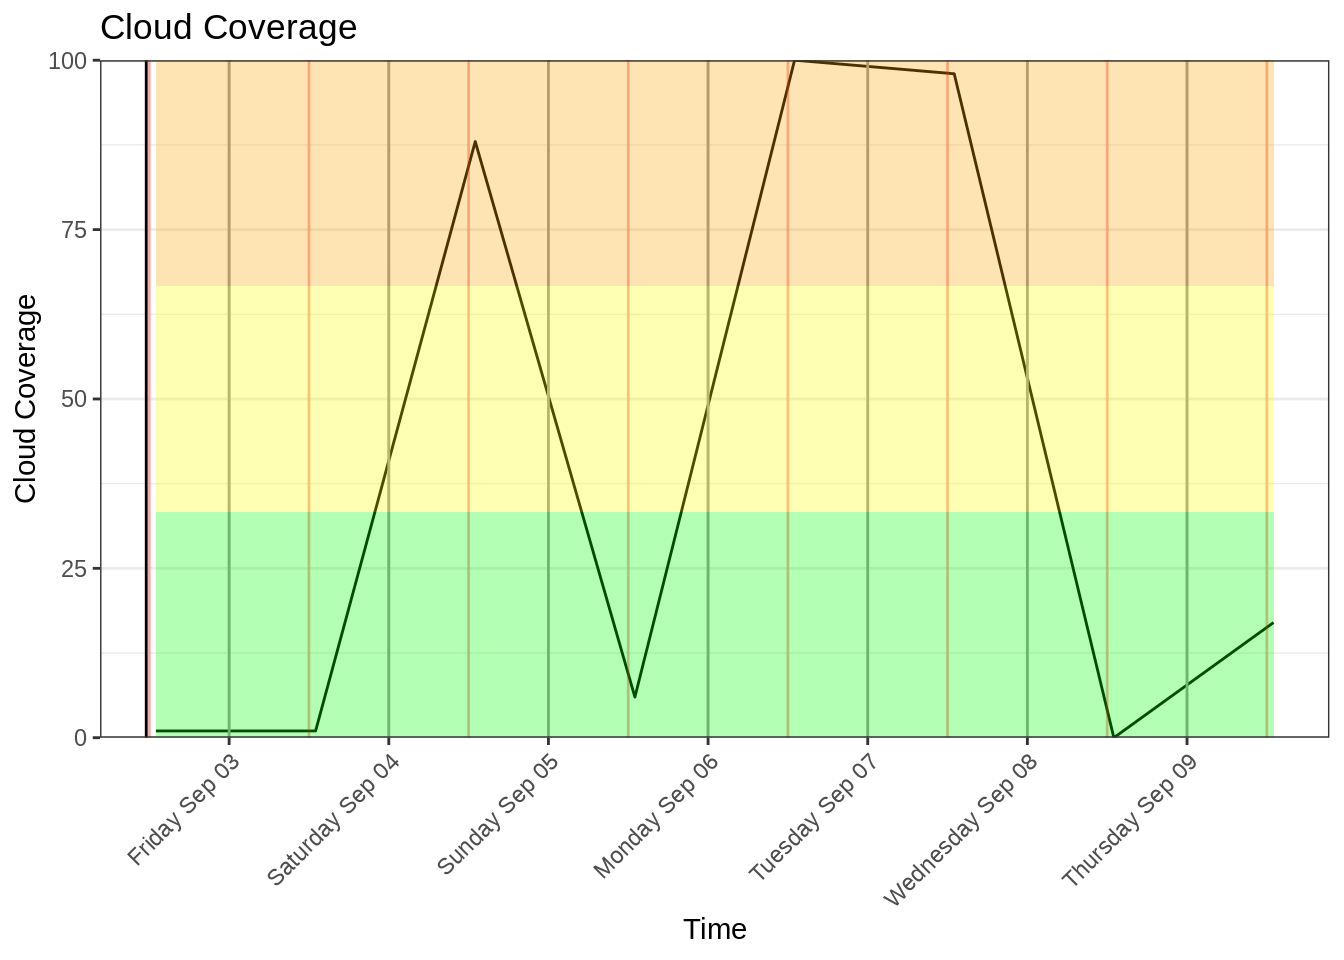 Cloud Coverage
100
75
50
25
0
Cloud Coverage
Friday Sep 03
Saturday Sep 04
Sunday Sep 05
Monday Sep 06
Tuesday Sep 07
Wednesday Sep 08
Thursday Sep 09
Time